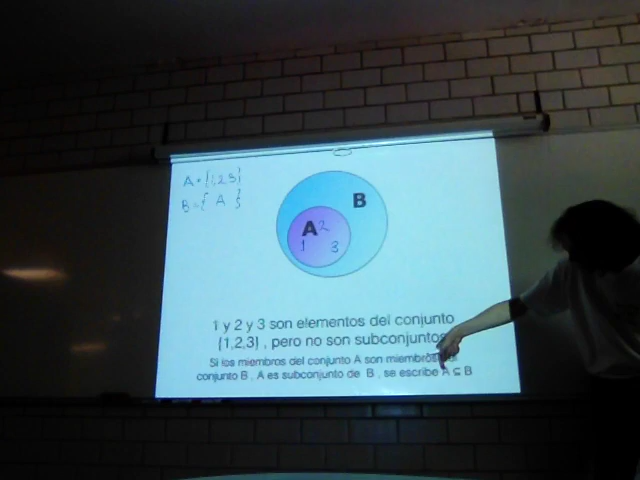 A = {1,2,3}
B = { A }
B
A 2
1 3
1 y 2 y 3 son elementos del conjunto
{1,2,3} , pero no son subconjuntos
Si los miembros del conjunto A son miembros
conjunto B , A es subconjunto de B , se escribe A ⊆ B